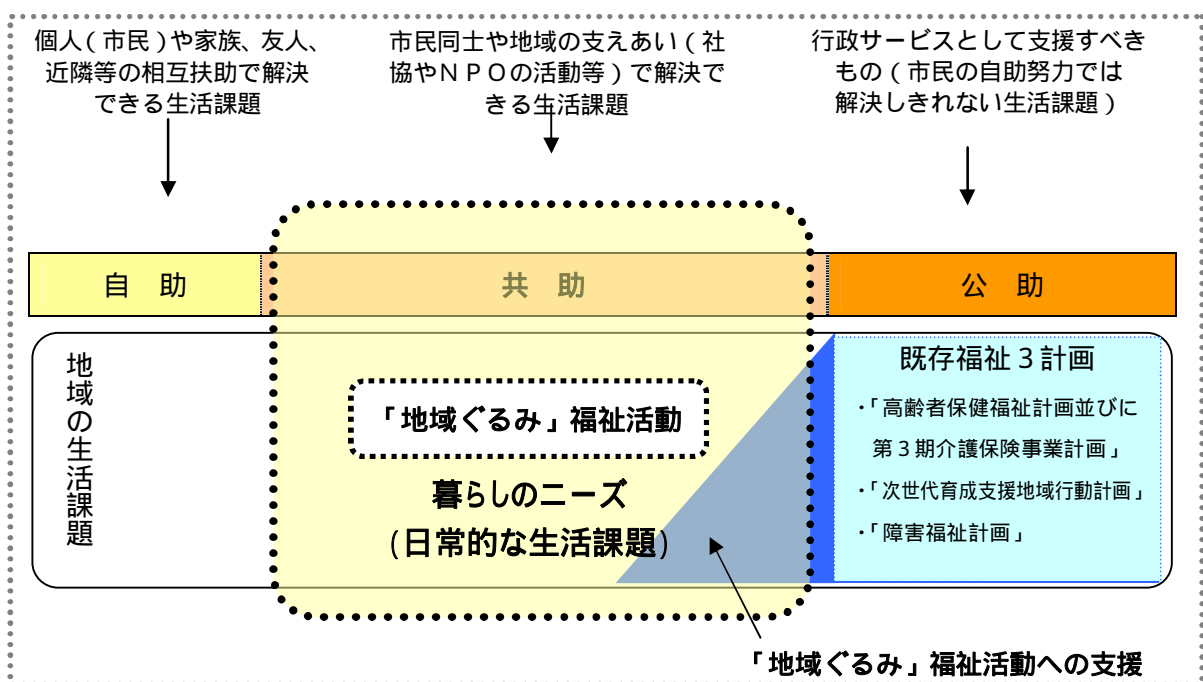 個人（市民）や家族、友人、
近隣等の相互扶助で解決
できる生活課題
市民同士や地域の支えあい（社
協やＮＰＯの活動等）で解決で
きる生活課題
行政サービスとして支援すべき
もの（市民の自助努力では
解決しきれない生活課題）
自　助
共　助
公　助
地域の生活課題
「地域ぐるみ」福祉活動
暮らしのニーズ
(日常的な生活課題)
既存福祉３計画
・「高齢者保健福祉計画並びに
第３期介護保険事業計画」
・「次世代育成支援地域行動計画」
・「障害福祉計画」
「地域ぐるみ」福祉活動への支援